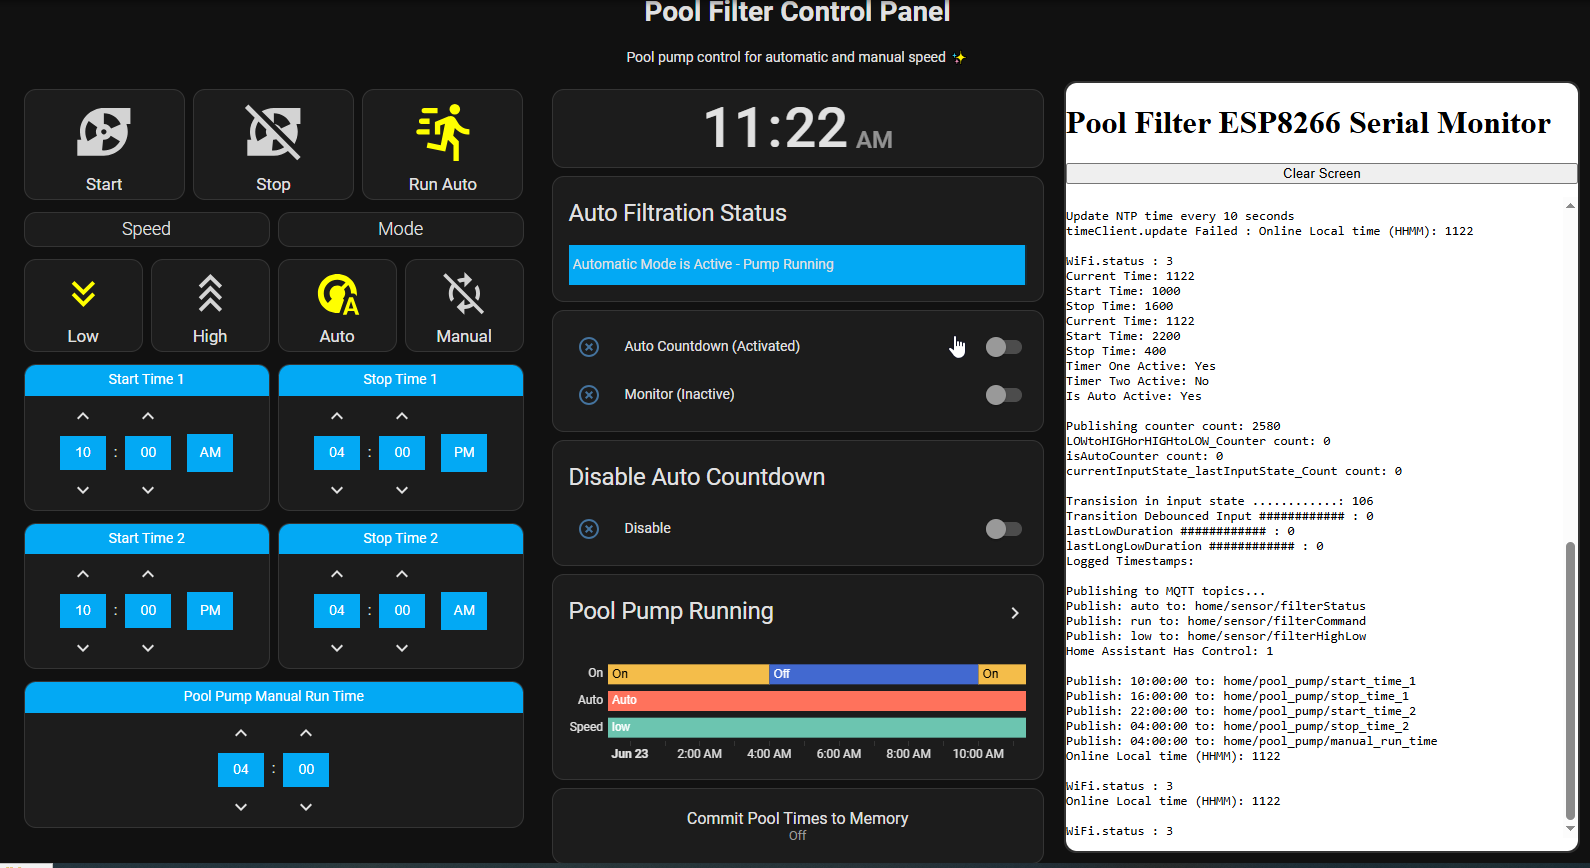 Pool Filter Control Panel
Pool pump control for automatic and manual speed ✨
Start
Stop
Run Auto
Speed
Mode
Low
High
Auto
A
Manual
Start Time 1
10 : 00 AM
Stop Time 1
04 : 00 PM
Start Time 2
10 : 00 PM
Stop Time 2
04 : 00 AM
Pool Pump Manual Run Time
04 : 00
11:22 AM
Auto Filtration Status
Automatic Mode is Active - Pump Running
Auto Countdown (Activated)
Monitor (Inactive)
Disable Auto Countdown
Disable
Pool Pump Running
On On Off On
Auto Auto
Speed low
Jun 23 2:00 AM 4:00 AM 6:00 AM 8:00 AM 10:00 AM
Commit Pool Times to Memory
Off
Pool Filter ESP8266 Serial Monitor
Clear Screen
Update NTP time every 10 seconds
timeClient.update Failed : Online Local time (HHMM): 1122
WiFi.status : 3
Current Time: 1122
Start Time: 1000
Stop Time: 1600
Current Time: 1122
Start Time: 2200
Stop Time: 400
Timer One Active: Yes
Timer Two Active: No
Is Auto Active: Yes
Publishing counter count: 2580
LOWtoHIGHorHIGHtoLOW_Counter count: 0
isAutoCounter count: 0
currentInputState_lastInputState_Count count: 0
Transision in input state ............: 106
Transition Debounced Input ############ : 0
lastLowDuration ############ : 0
lastLongLowDuration ############ : 0
Logged Timestamps:
Publishing to MQTT topics...
Publish: auto to: home/sensor/filterStatus
Publish: run to: home/sensor/filterCommand
Publish: low to: home/sensor/filterHighLow
Home Assistant Has Control: 1
Publish: 10:00:00 to: home/pool_pump/start_time_1
Publish: 16:00:00 to: home/pool_pump/stop_time_1
Publish: 22:00:00 to: home/pool_pump/start_time_2
Publish: 04:00:00 to: home/pool_pump/stop_time_2
Publish: 04:00:00 to: home/pool_pump/manual_run_time
Online Local time (HHMM): 1122
WiFi.status : 3
Online Local time (HHMM): 1122
WiFi.status : 3